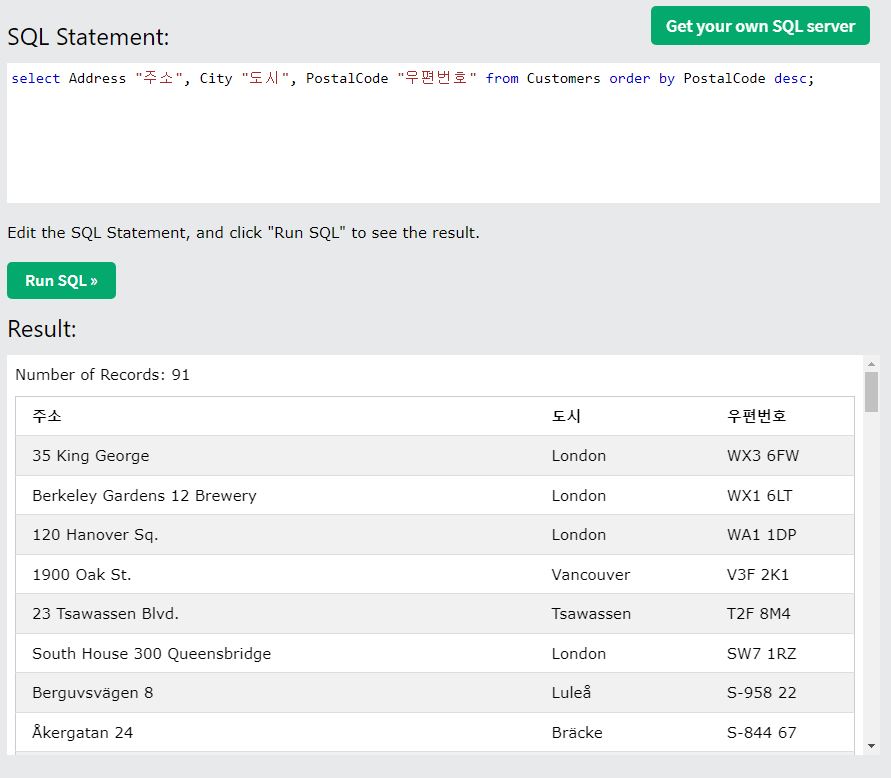 Get your own SQL server
SQL Statement:
select Address "주소", City "도시", PostalCode "우편번호" from Customers order by PostalCode desc;
Edit the SQL Statement, and click "Run SQL" to see the result.
Run SQL »
Result:
Number of Records: 91
주소 도시 우편번호
35 King George London WX3 6FW
Berkeley Gardens 12 Brewery London WX1 6LT
120 Hanover Sq. London WA1 1DP
1900 Oak St. Vancouver V3F 2K1
23 Tsawassen Blvd. Tsawassen T2F 8M4
South House 300 Queensbridge London SW7 1RZ
Berguvsvägen 8 Luleå S-958 22
Åkergatan 24 Bräcke S-844 67